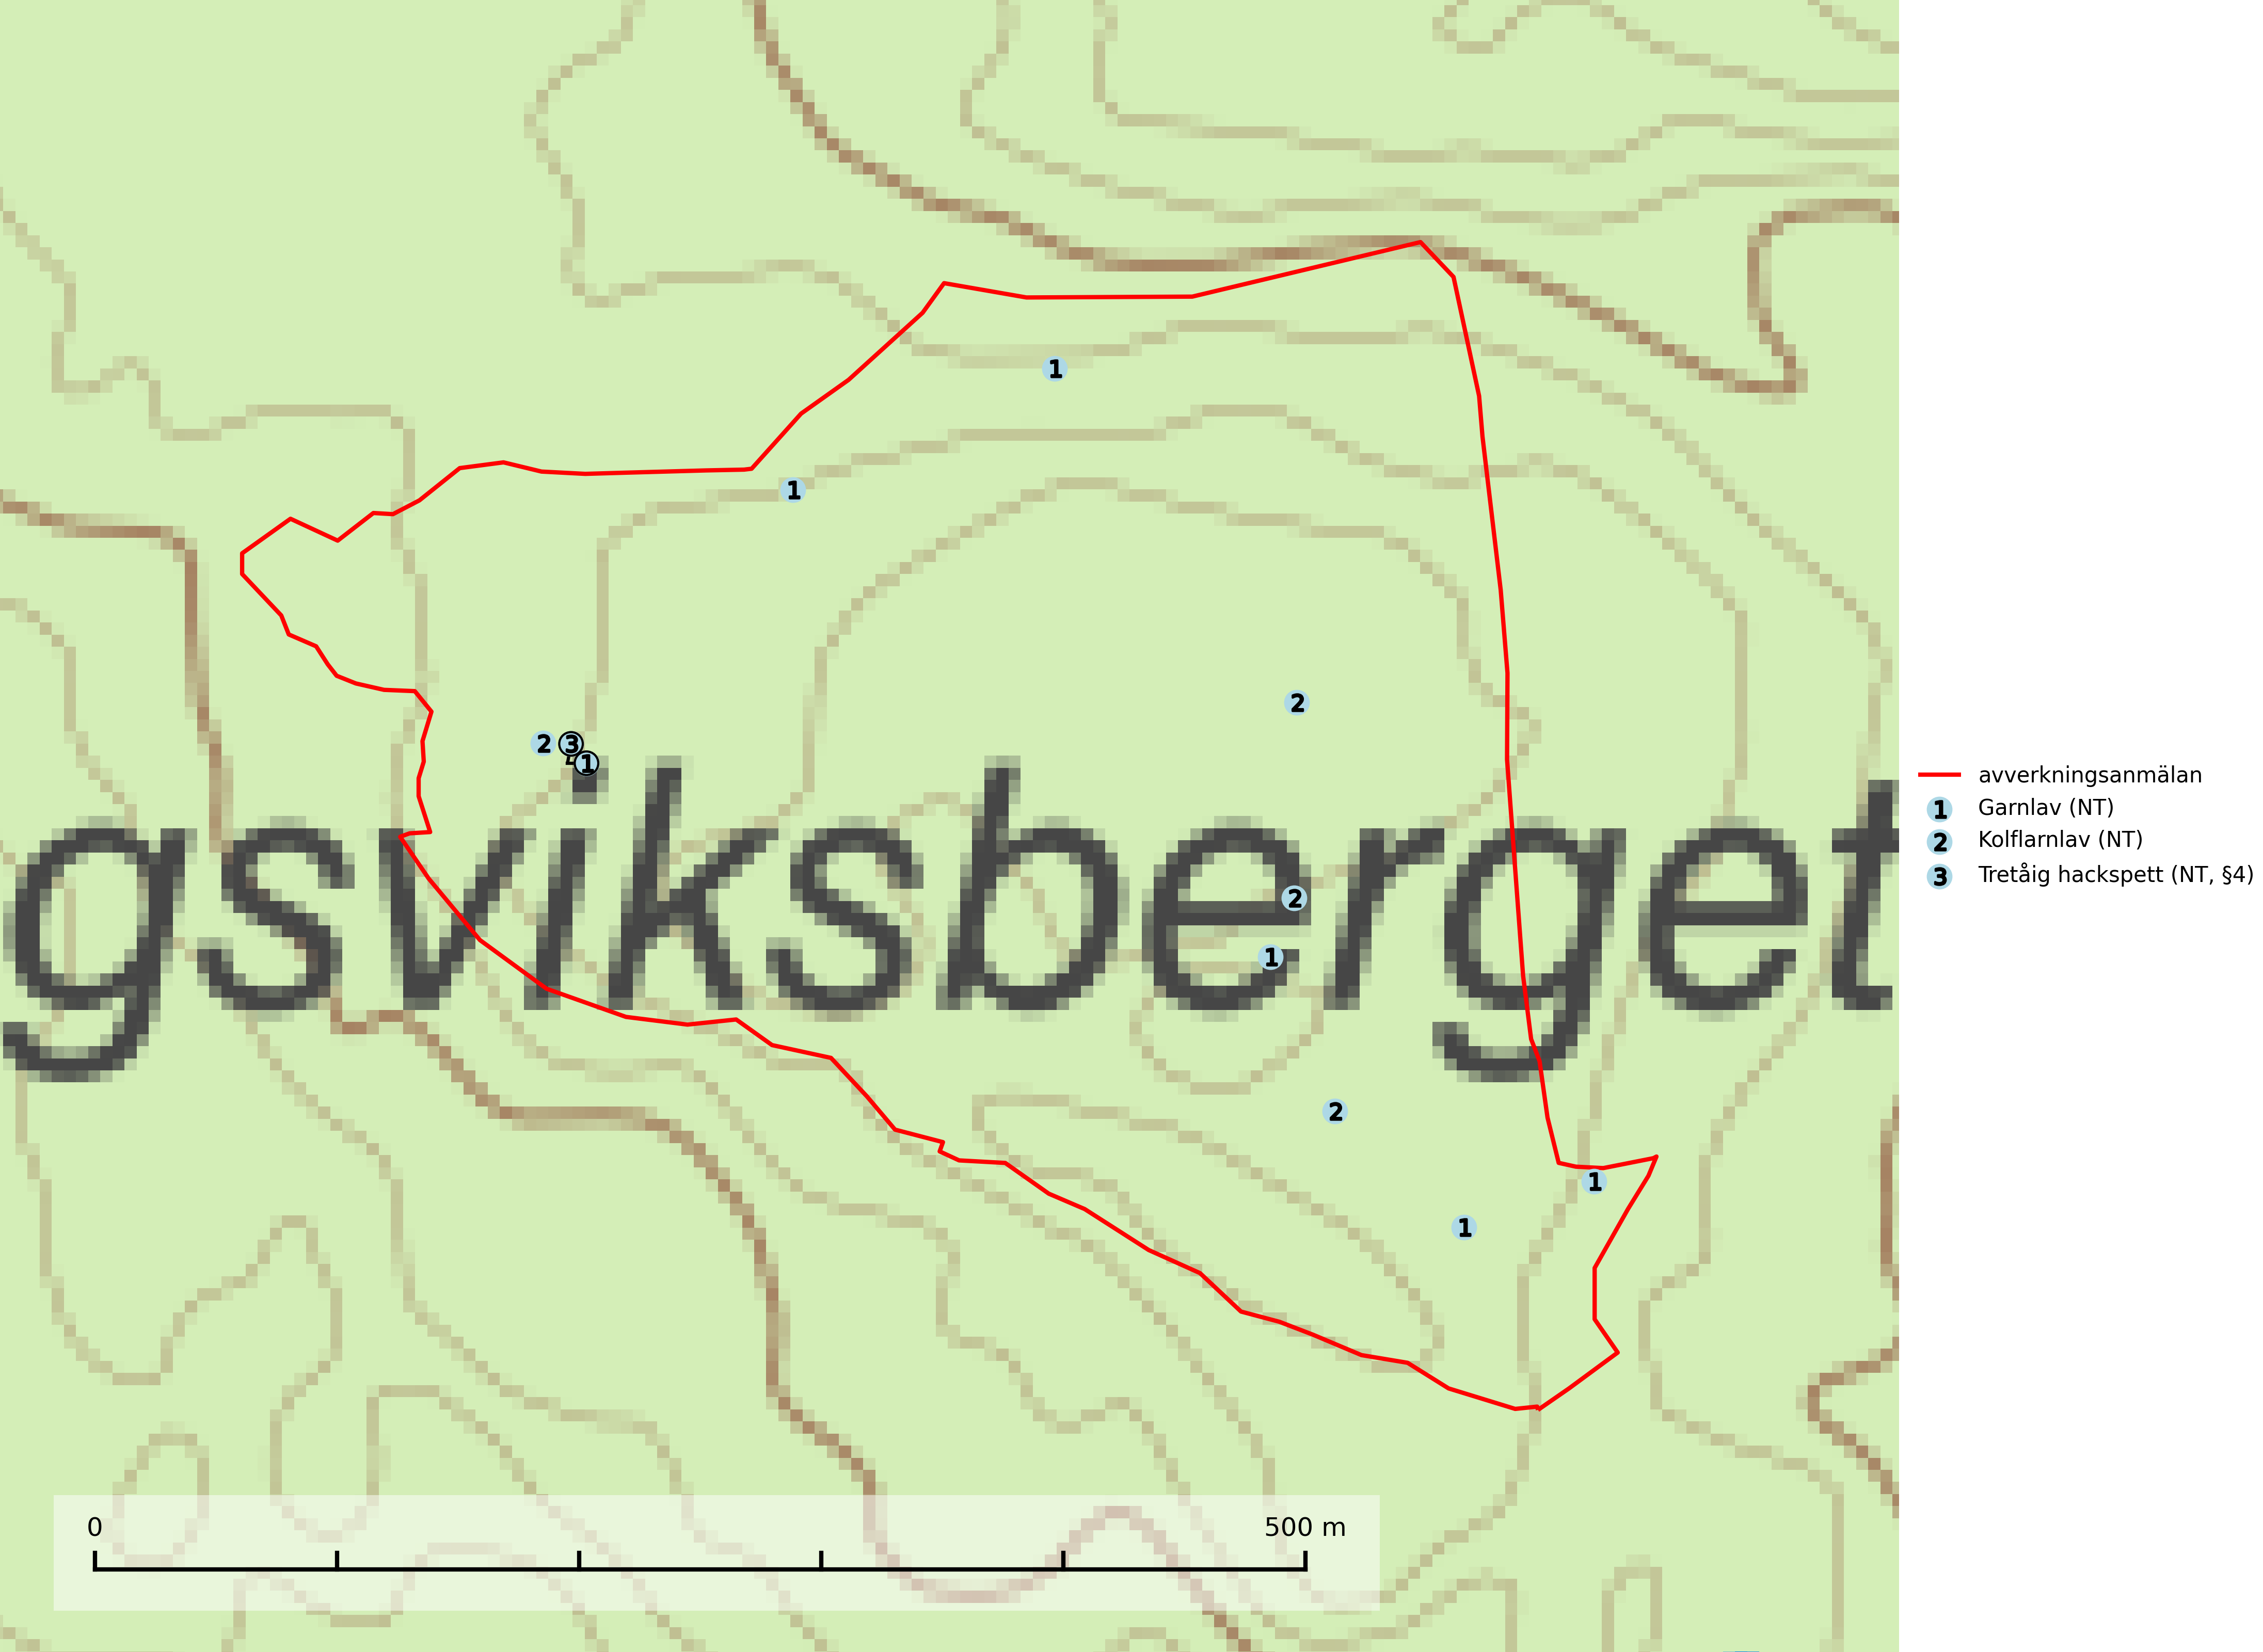 1
1
2
2 3
1
gsviksberget
2
1
2
1
1
avverkningsanmälan
1 Garnlav (NT)
2 Kolflarnlav (NT)
3 Tretåig hackspett (NT, §4)
0 500 m